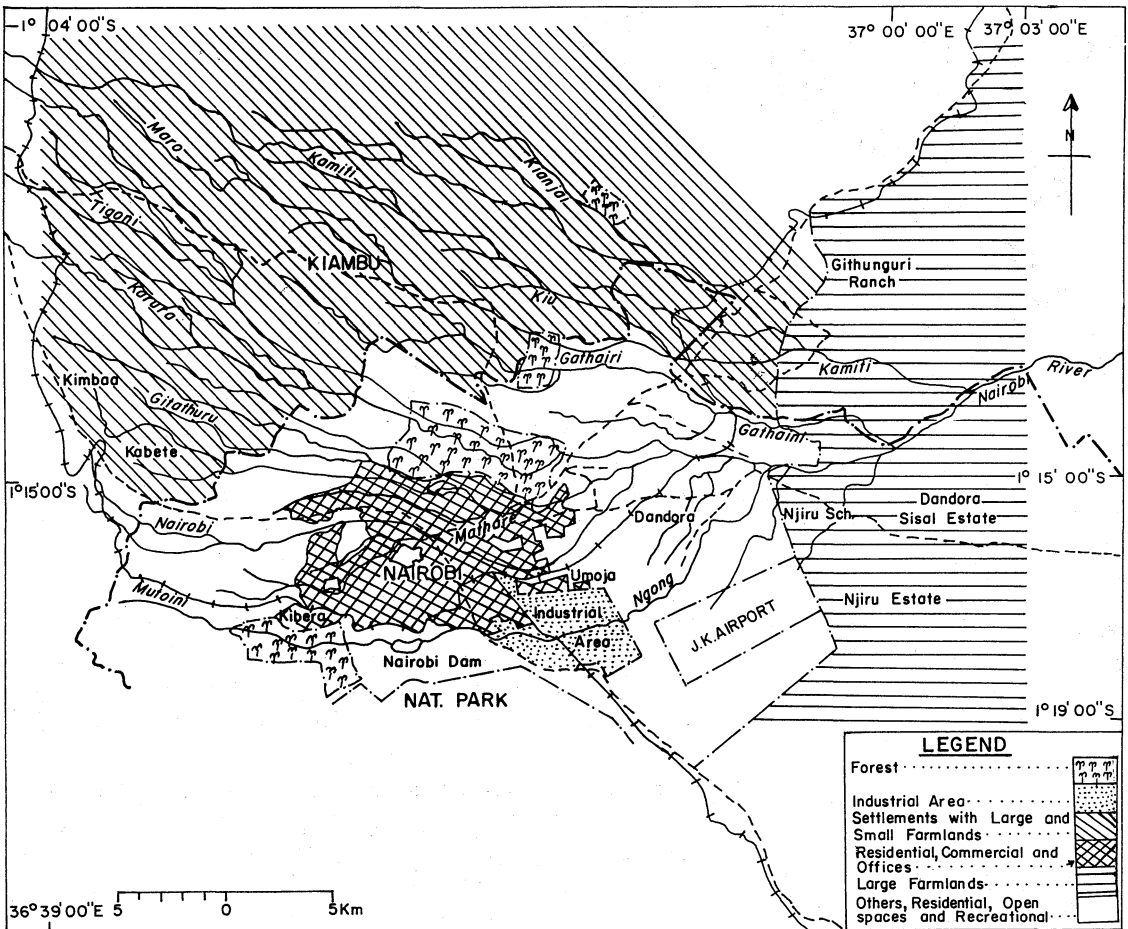 1° 04' 00"S
37° 00' 00"E
37° 03' 00"E
N
Maro
Kamiti
Kianjai
Tigoni
KIAMBU
Githunguri
Ranch
Karura
Kiu
Gathajri
Kamiti
River
Nairobi
Kimbaa
Gitathuru
Kabete
Gathaini
1°15'00"S
1° 15' 00"S
Nairobi
Mathare
Dandora
Njiru Sch.
Dandora
Sisal Estate
NAIROBI
Umoja
Ngong
Mutoini
Kibera
Industrial
Area
J.K. AIRPORT
Njiru Estate
Nairobi Dam
NAT. PARK
1° 19' 00"S
LEGEND
Forest
Industrial Area
Settlements with Large and
Small Farmlands
Residential, Commercial and
Offices
Large Farmlands
Others, Residential, Open
spaces and Recreational
36° 39' 00"E
5 0 5Km